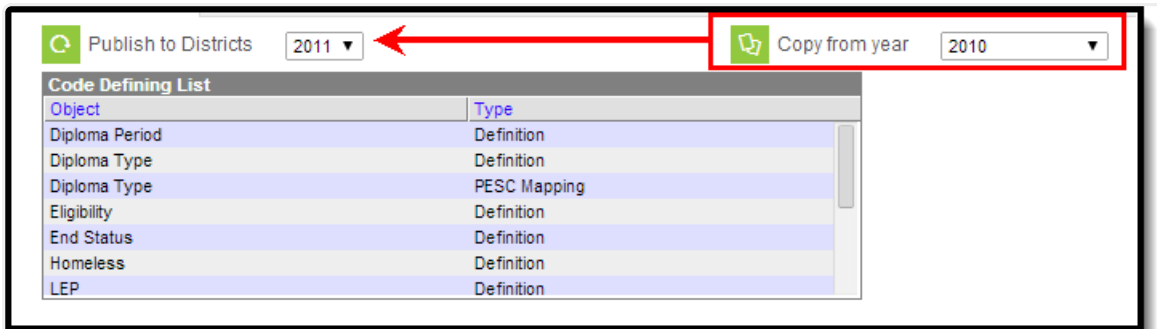 Publish to Districts 2011 Copy from year 2010
Code Defining List
Object Type
Diploma Period Definition
Diploma Type Definition
Diploma Type PESC Mapping
Eligibility Definition
End Status Definition
Homeless Definition
LEP Definition